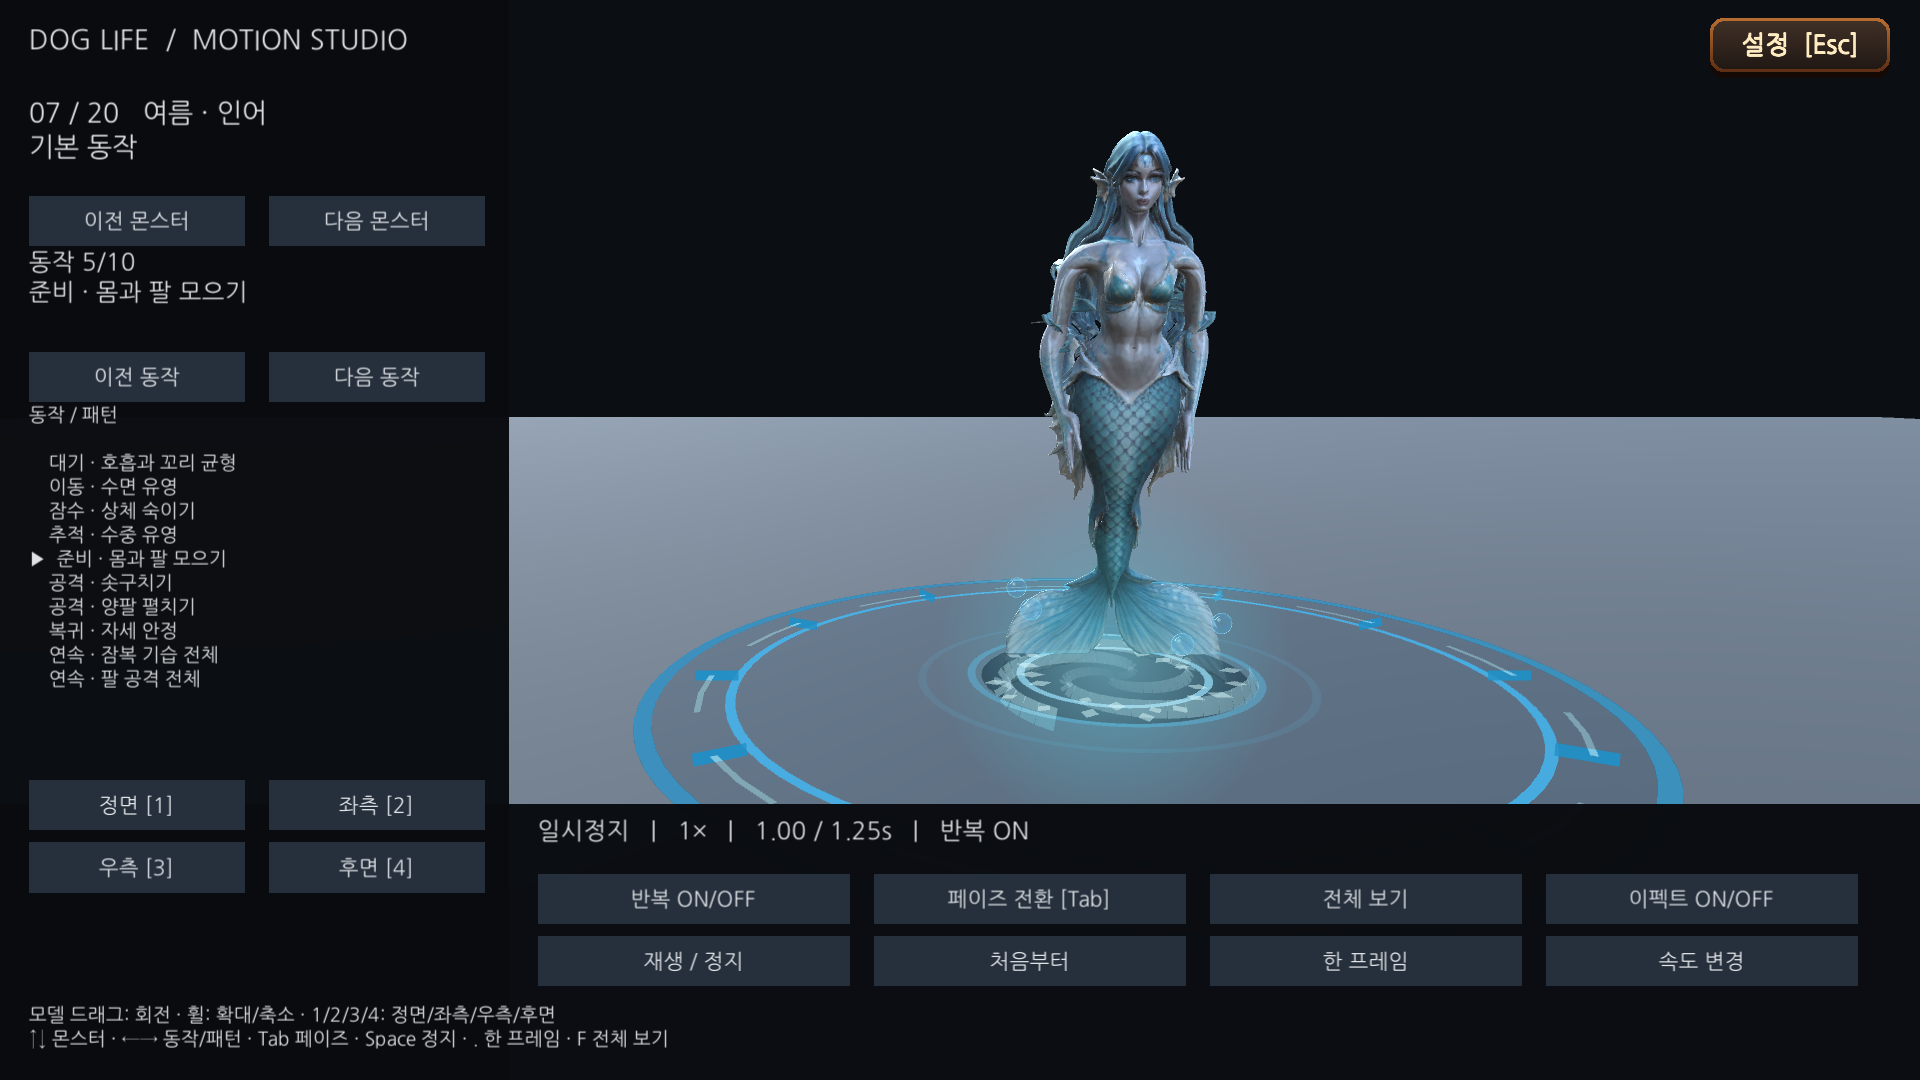 DOG LIFE / MOTION STUDIO
설정 [Esc]
07 / 20 여름 · 인어
기본 동작
이전 몬스터
다음 몬스터
동작 5/10
준비 · 몸과 팔 모으기
이전 동작
다음 동작
동작 / 패턴
대기 · 호흡과 꼬리 균형
이동 · 수면 유영
잠수 · 상체 숙이기
추적 · 수중 유영
▶ 준비 · 몸과 팔 모으기
공격 · 솟구치기
공격 · 양팔 펼치기
복귀 · 자세 안정
연속 · 잠복 기습 전체
연속 · 팔 공격 전체
정면 [1]
좌측 [2]
우측 [3]
후면 [4]
일시정지 | 1× | 1.00 / 1.25s | 반복 ON
반복 ON/OFF
페이즈 전환 [Tab]
전체 보기
이펙트 ON/OFF
재생 / 정지
처음부터
한 프레임
속도 변경
모델 드래그: 회전 · 휠: 확대/축소 · 1/2/3/4: 정면/좌측/우측/후면
↑↓ 몬스터 · ←→ 동작/패턴 · Tab 페이즈 · Space 정지 · . 한 프레임 · F 전체 보기